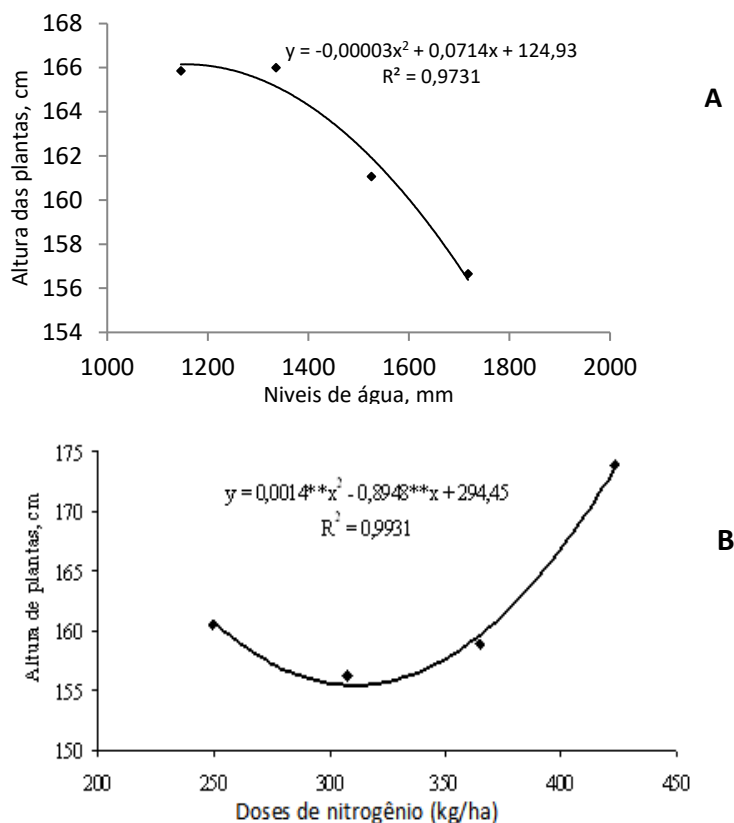 168
166
164
162
160
158
156
154
Altura das plantas, cm
y = -0,00003x² + 0,0714x + 124,93
R² = 0,9731
A
1000 1200 1400 1600 1800 2000
Niveis de água, mm
175
170
165
160
155
150
Altura de plantas, cm
y = 0,0014**x² - 0,8948**x + 294,45
R² = 0,9931
B
200 250 300 350 400 450
Doses de nitrogênio (kg/ha)